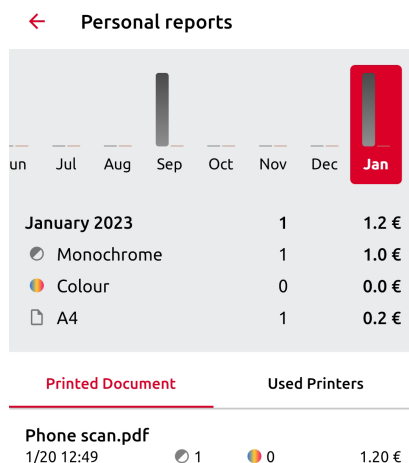 Personal reports
un Jul Aug Sep Oct Nov Dec Jan
January 2023 1 1.2 €
Monochrome 1 1.0 €
Colour 0 0.0 €
A4 1 0.2 €
Printed Document Used Printers
Phone scan.pdf
1/20 12:49 1 0 1.20 €